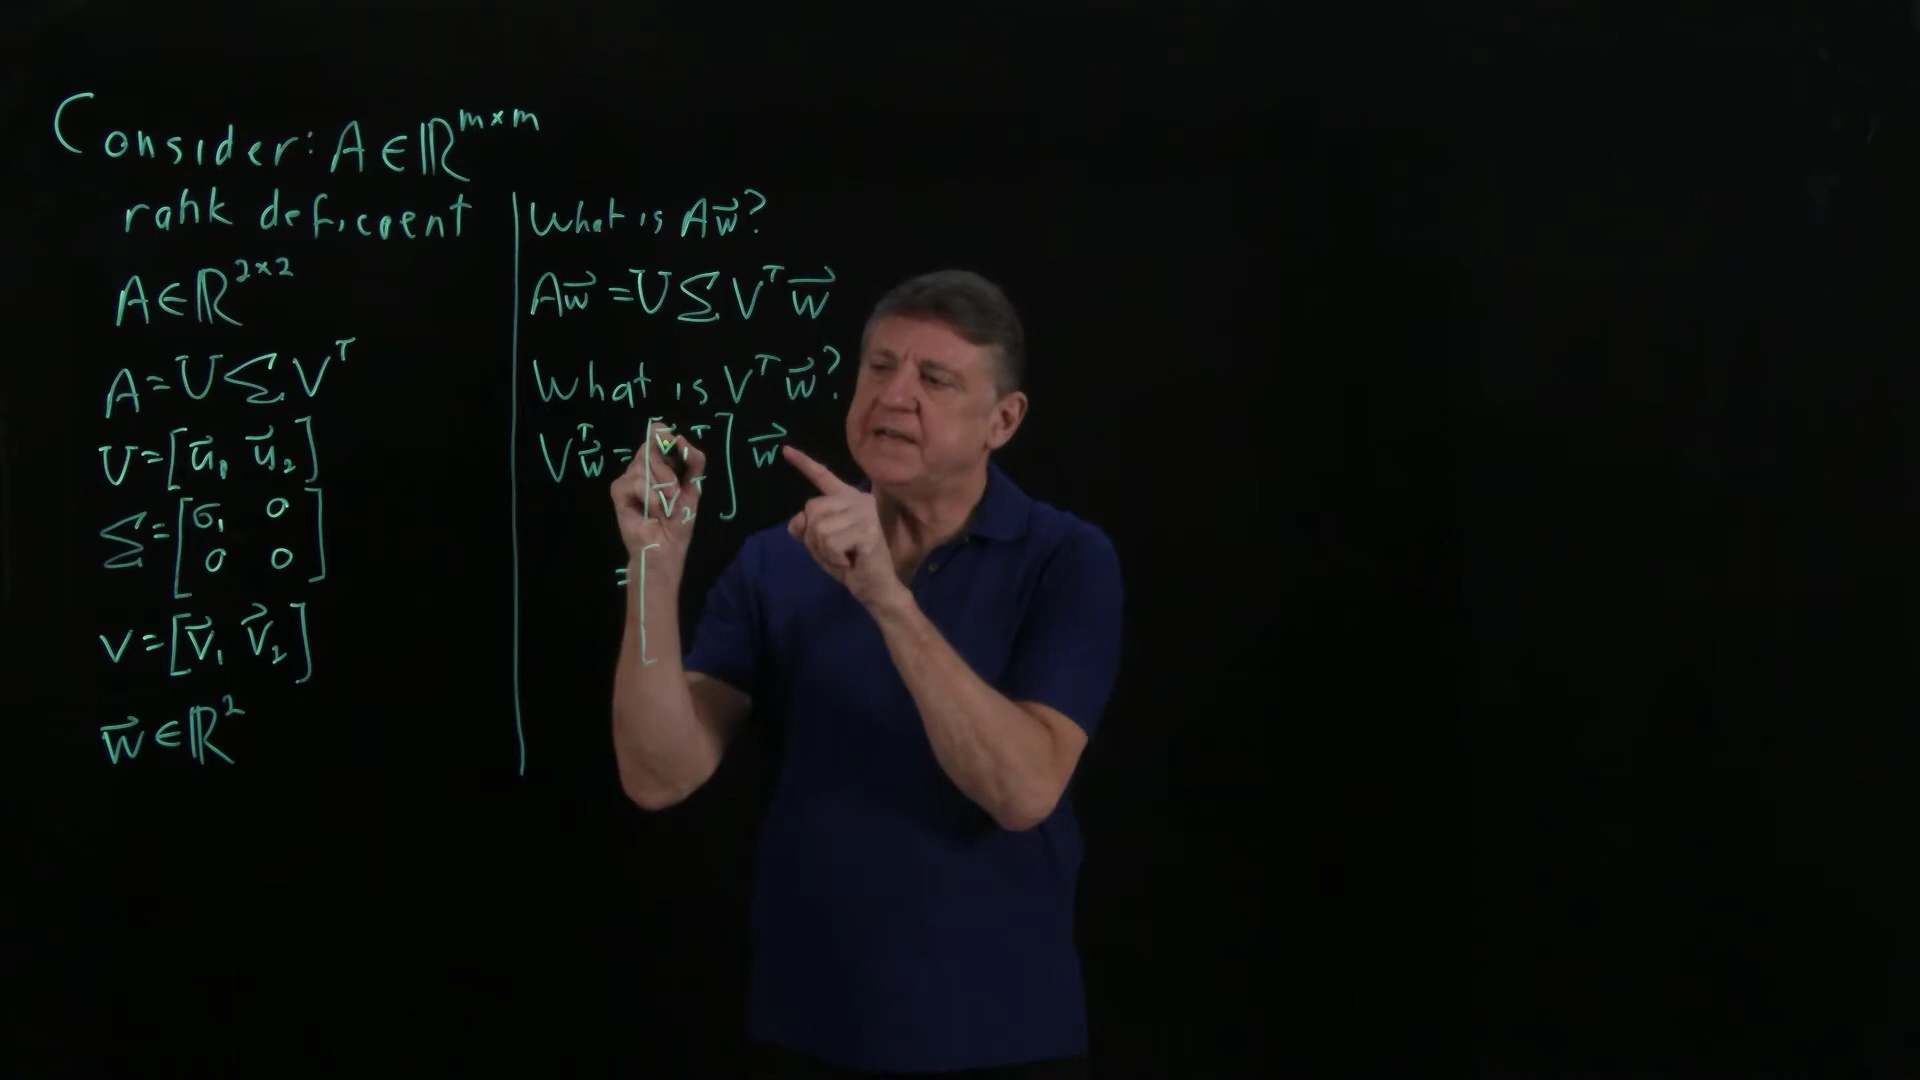 Consider: A∈ℝ^{m×m}
rank deficient
A∈ℝ^{2×2}
A=UΣV^T
U=[u⃗₁ u⃗₂]
Σ=[σ₁ 0
0 0]
V=[v⃗₁ v⃗₂]
w⃗∈ℝ²
What is Aw⃗?
Aw⃗=UΣV^T w⃗
What is V^T w⃗?
V^T w⃗=[v⃗₁^T
v⃗₂^T] w⃗
=[